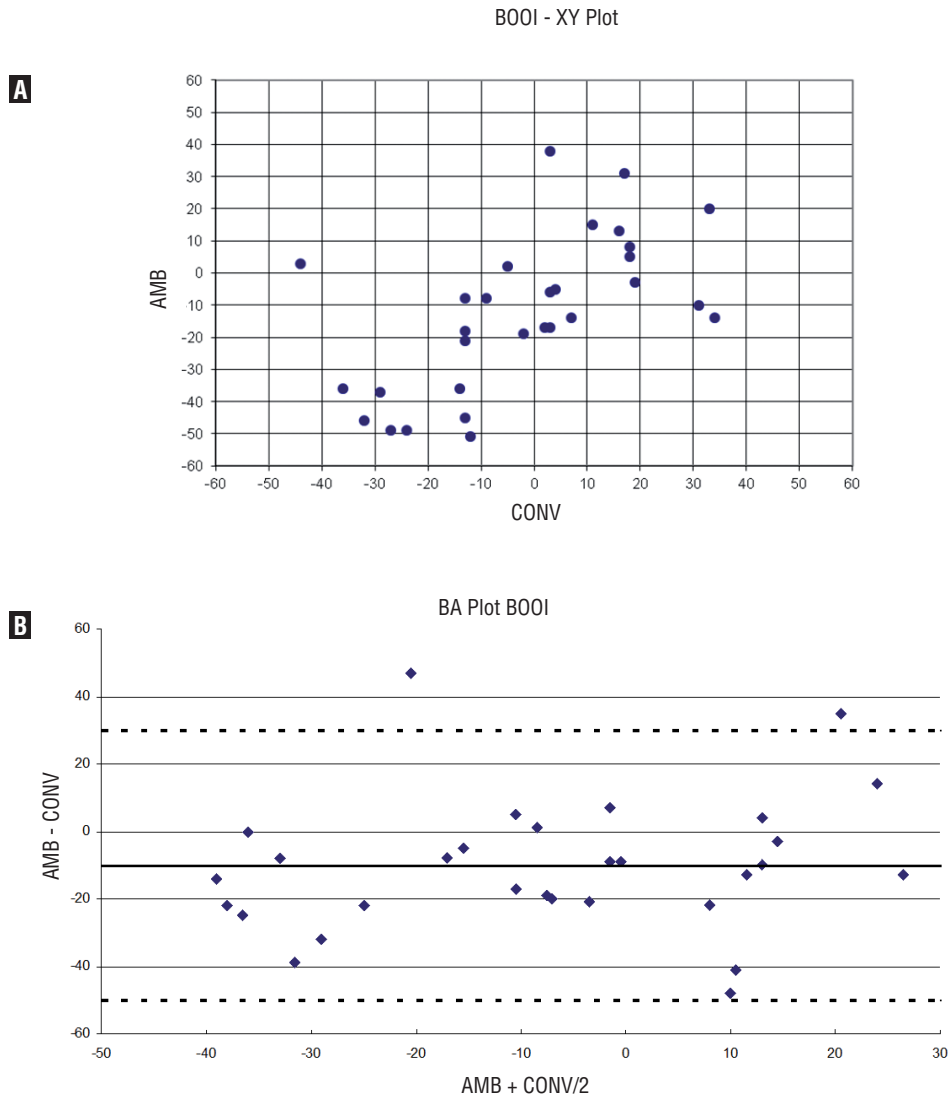 BOOI - XY Plot
A
60
50
40
30
20
10
0
-10
-20
-30
-40
-50
-60
AMB
-60 -50 -40 -30 -20 -10 0 10 20 30 40 50 60
CONV
BA Plot BOOI
B
60
40
20
0
-20
-40
-60
AMB - CONV
-50 -40 -30 -20 -10 0 10 20 30
AMB + CONV/2